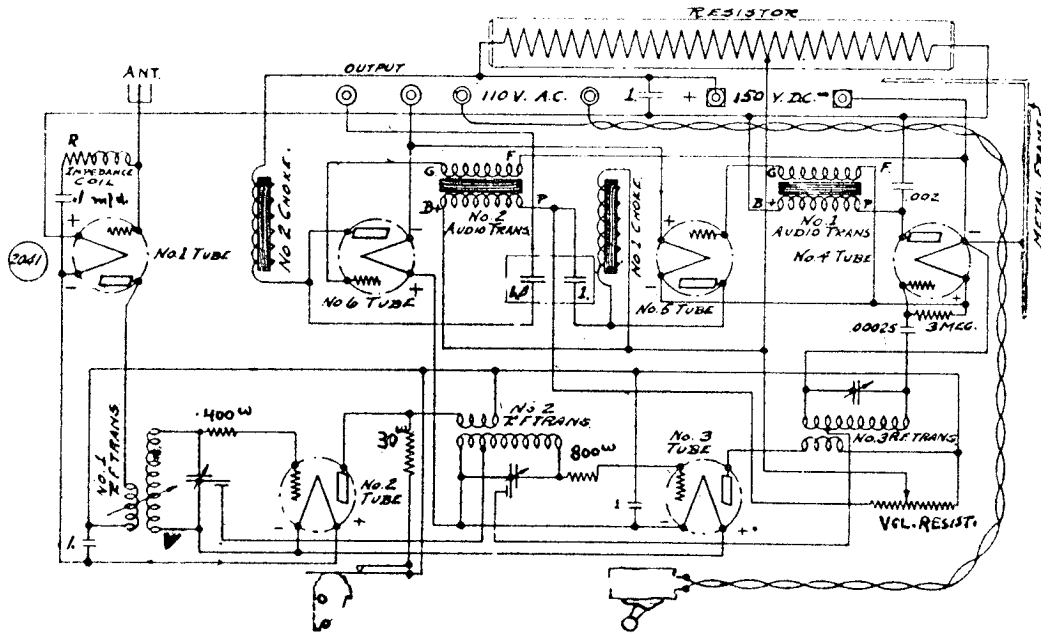 RESISTOR
ANT.
OUTPUT
110 V. A.C.
1
+ 150 V. D.C. -
METAL FRAMES
R
IMPEDANCE
COIL
.1 mfd.
+
-
2041
No. 1 TUBE
No 2 CHOKE
-
+
No 6 TUBE
G
F
B+
P
No. 2
AUDIO TRANS.
1.
No 1 CHOKE
+
-
No. 5 TUBE
G
F.
B+
P
No. 1
AUDIO TRANS.
No. 4 TUBE
.002
-
+
.00025
3 MEG.
No. 1
R F TRANS
400 ω
1.
No. 2
TUBE
-
+
30 ω
No 2
R F TRANS.
800 ω
1
No. 3
TUBE
-
+
No. 3 R F. TRANS
VOL. RESIST.